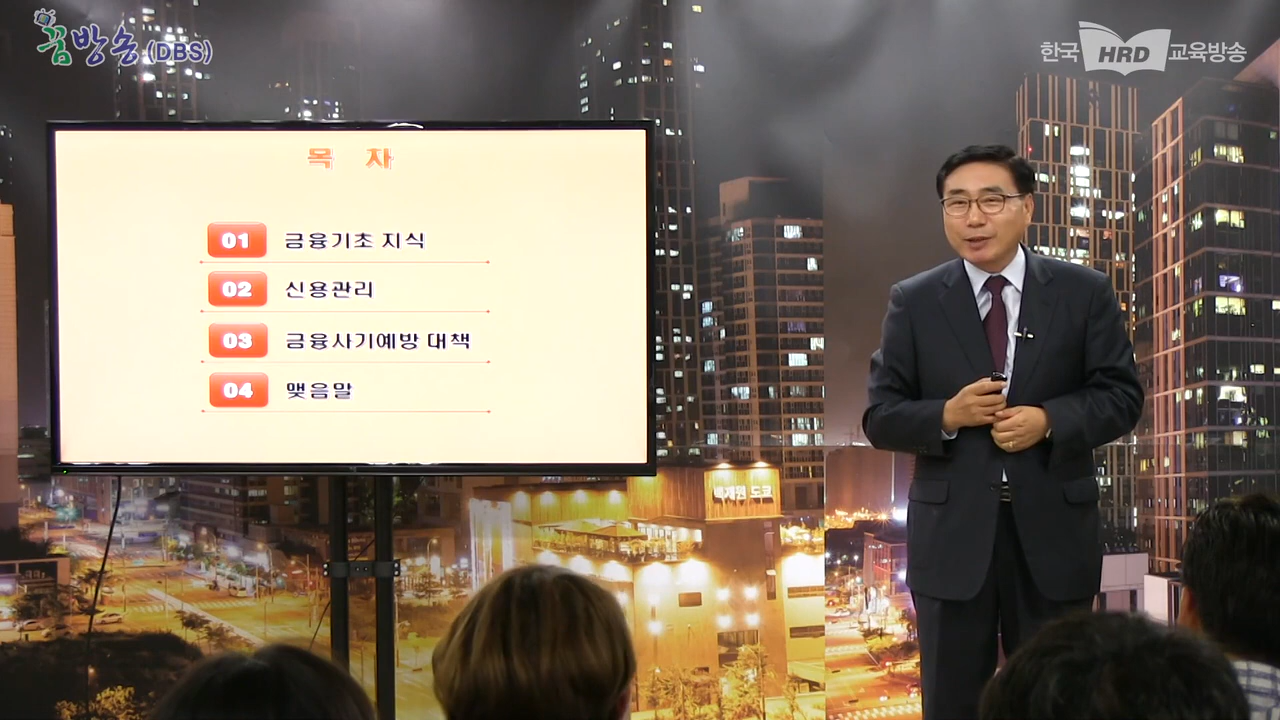 꿈방송(DBS)
한국 HRD 교육방송
목 차
01 금융기초 지식
02 신용관리
03 금융사기예방 대책
04 맺음말